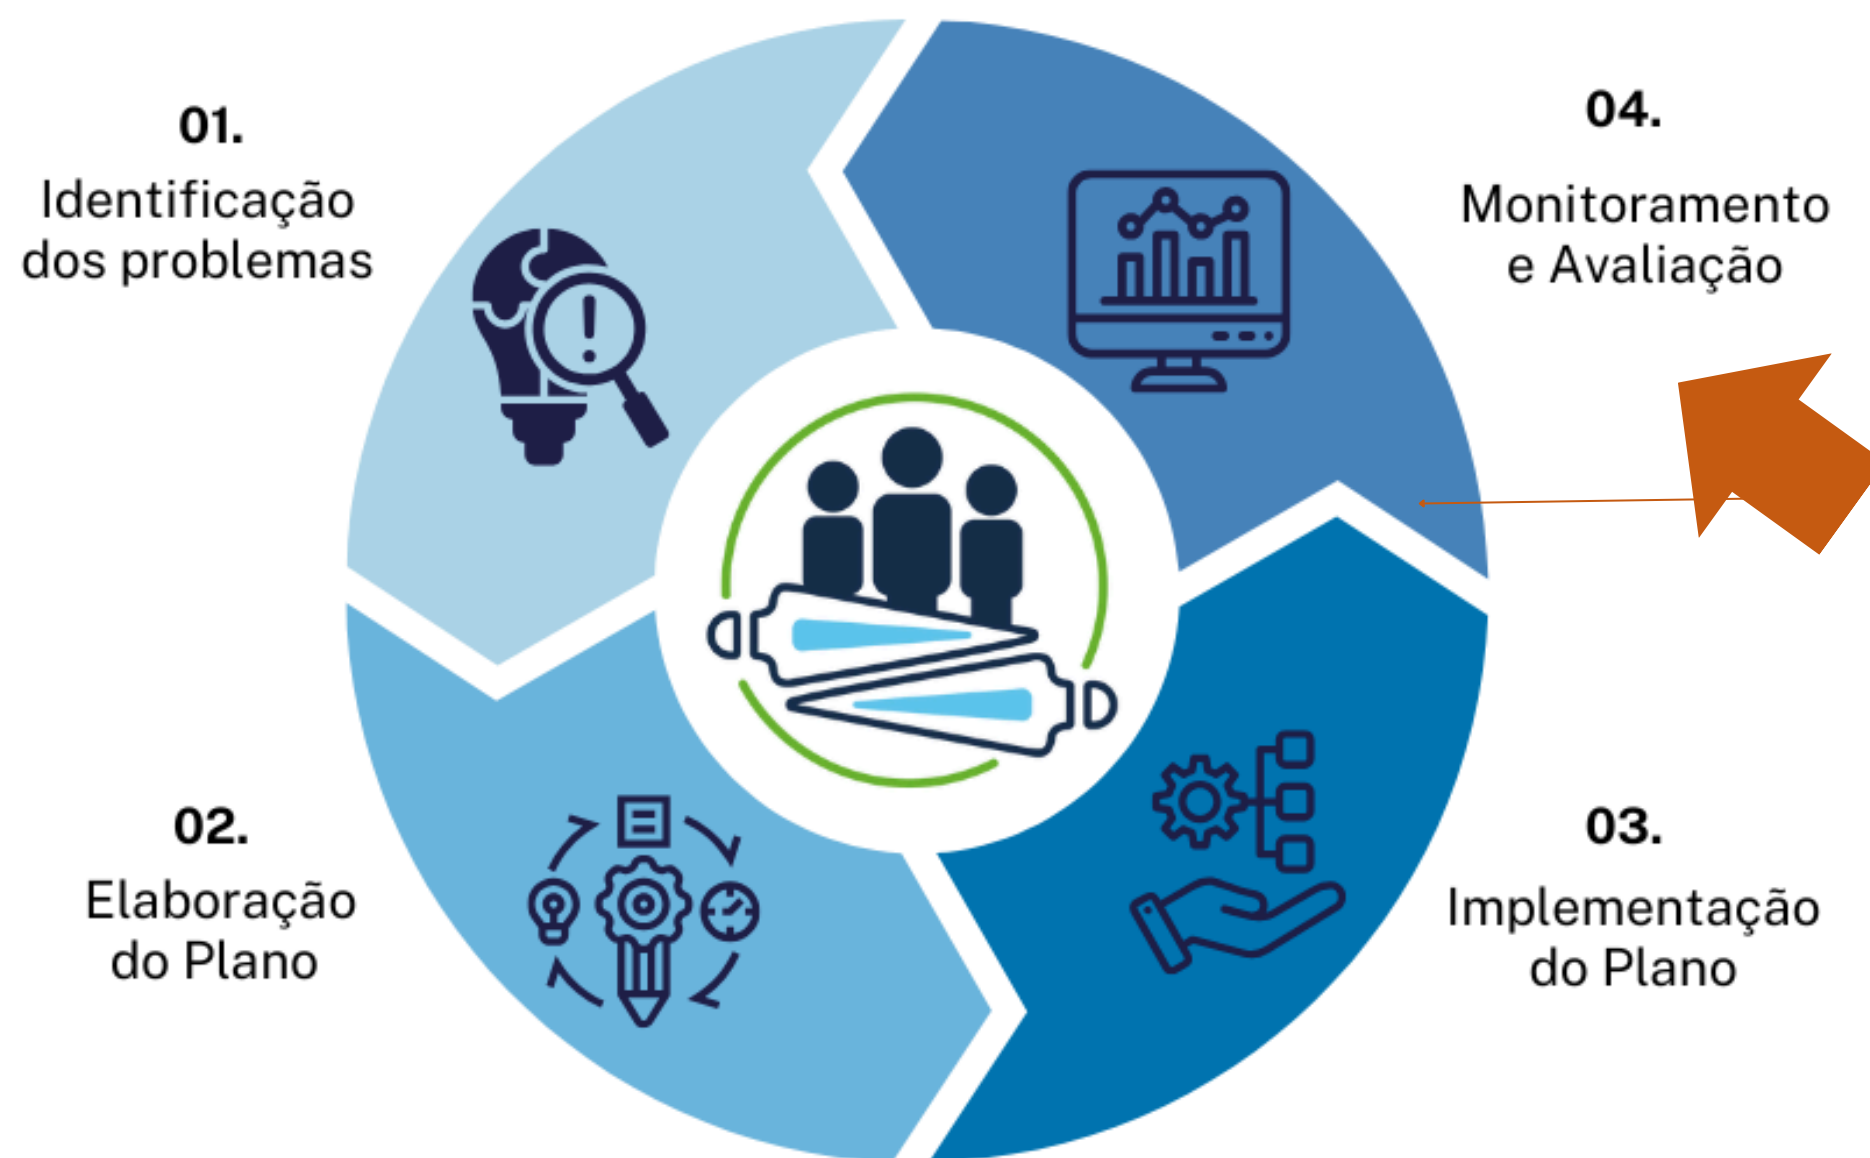 01.
Identificação
dos problemas
02.
Elaboração
do Plano
03.
Implementação
do Plano
04.
Monitoramento
e Avaliação